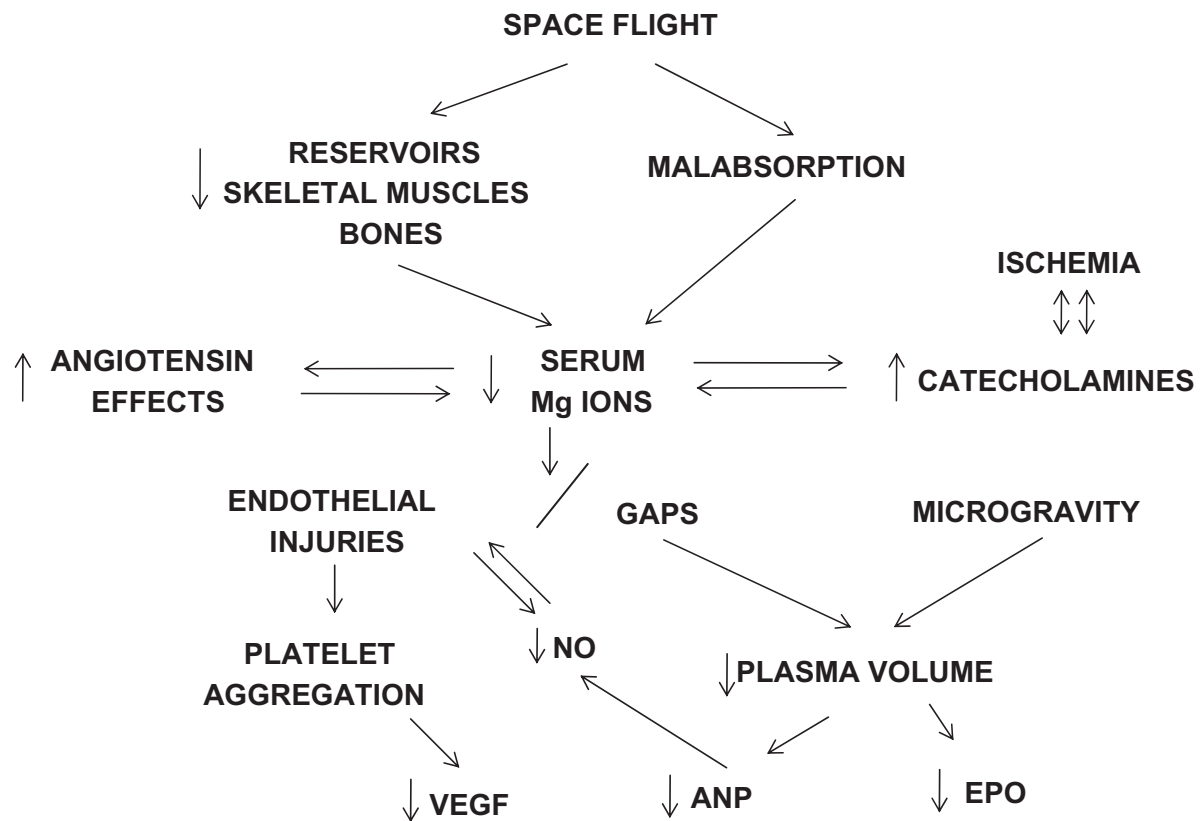 SPACE FLIGHT
RESERVOIRS
SKELETAL MUSCLES
BONES
MALABSORPTION
ISCHEMIA
ANGIOTENSIN
EFFECTS
SERUM
Mg IONS
CATECHOLAMINES
ENDOTHELIAL
INJURIES
GAPS
MICROGRAVITY
PLATELET
AGGREGATION
NO
PLASMA VOLUME
VEGF
ANP
EPO